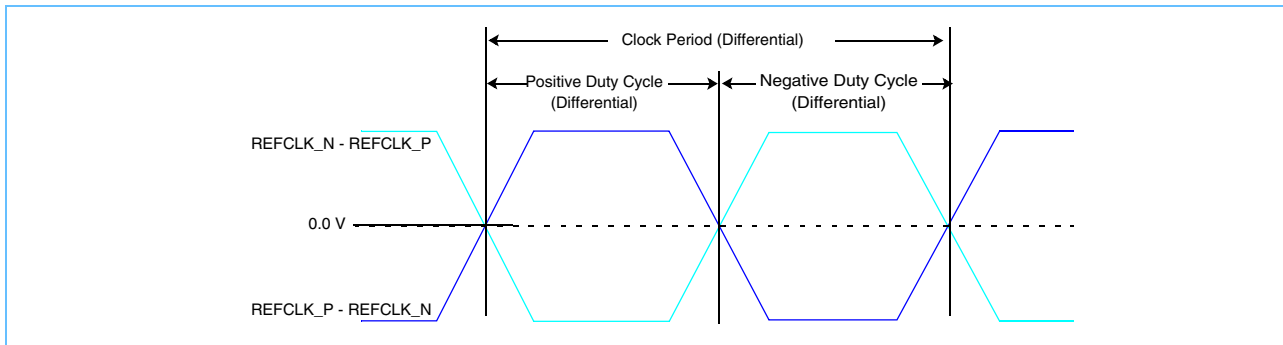 Clock Period (Differential)
Positive Duty Cycle
(Differential)
Negative Duty Cycle
(Differential)
REFCLK_N - REFCLK_P
0.0 V
REFCLK_P - REFCLK_N